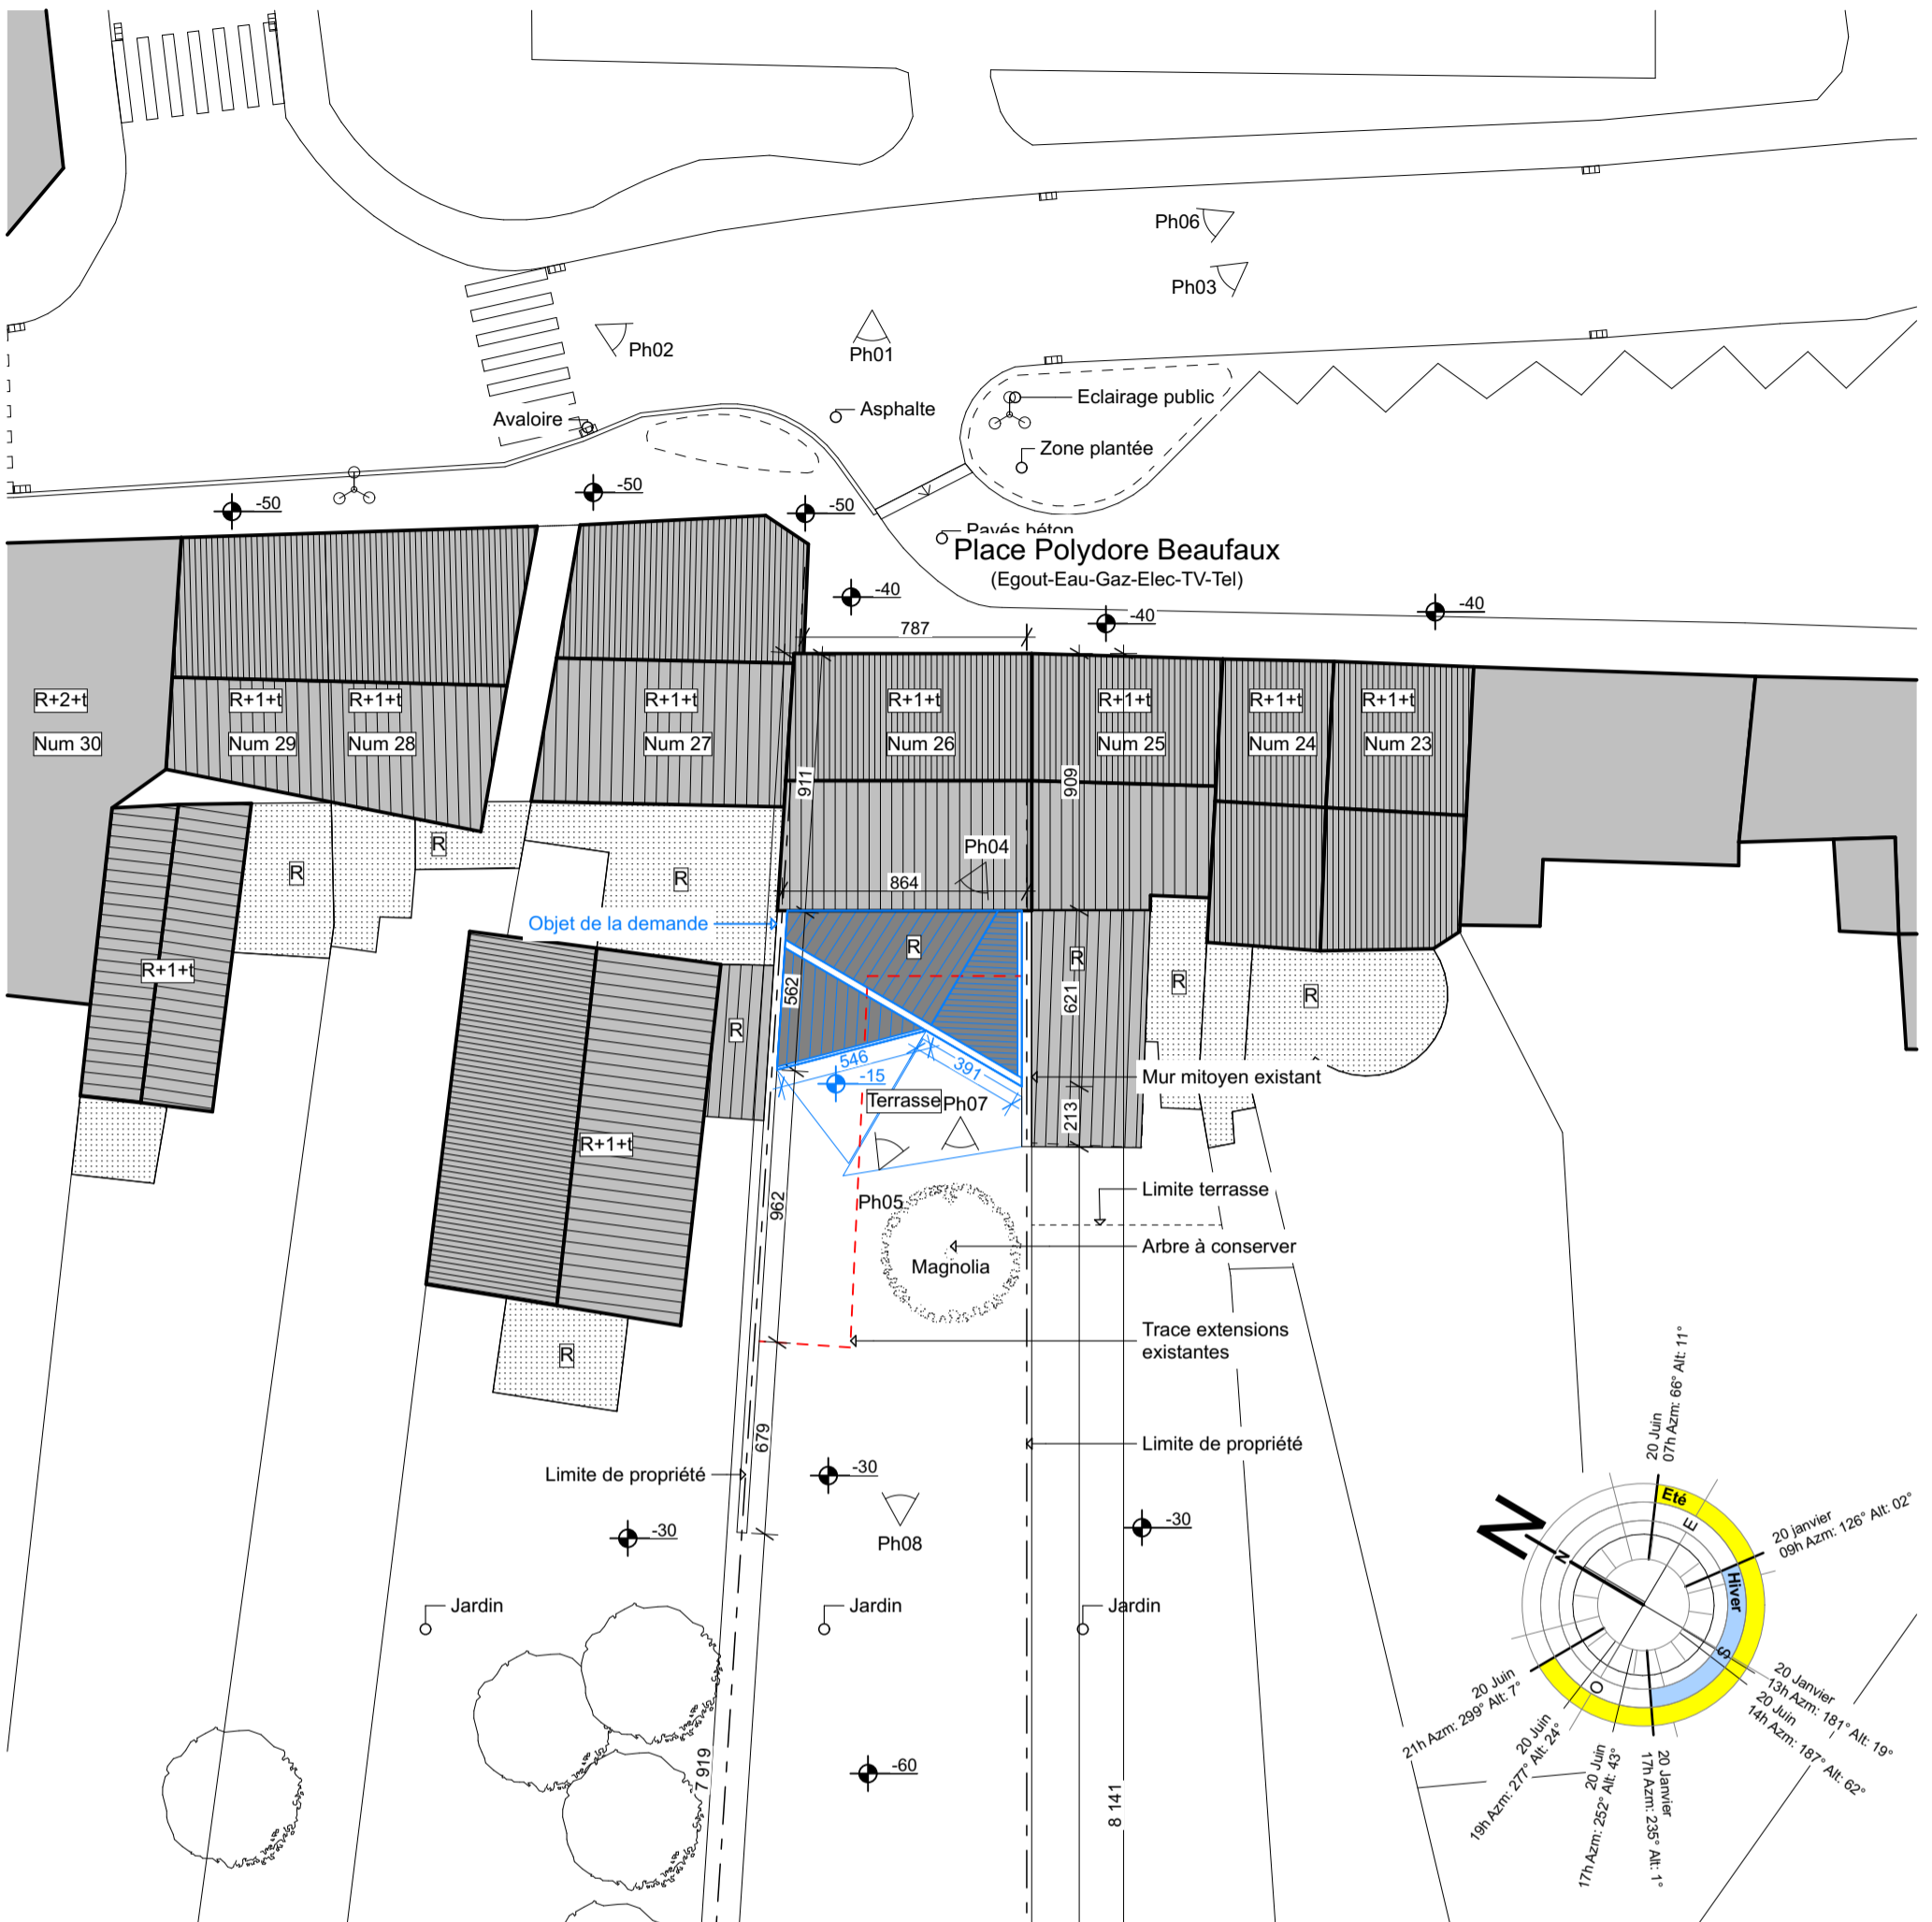 Ph06
Ph03
Ph02
Ph01
Avaloire
Asphalte
Eclairage public
Zone plantée
-50
-50
-50
Pavés béton
Place Polydore Beaufaux
(Egout-Eau-Gaz-Elec-TV-Tel)
-40
-40
-40
787
R+2+t
R+1+t
R+1+t
R+1+t
R+1+t
R+1+t
R+1+t
R+1+t
Num 30
Num 29
Num 28
Num 27
Num 26
Num 25
Num 24
Num 23
911
909
R
R
R
Ph04
864
Objet de la demande
R
R
R+1+t
R
R
562
621
R
546
391
-15
Mur mitoyen existant
Terrasse
Ph07
213
R+1+t
Limite terrasse
Ph05
962
Arbre à conserver
Magnolia
Trace extensions
existantes
R
679
Limite de propriété
Limite de propriété
-30
-30
-30
Ph08
Jardin
Jardin
Jardin
7 919
-60
8 141
20 Juin
07h Azm: 66° Alt: 11°
20 janvier
09h Azm: 126° Alt: 02°
N
N
Eté
E
Hiver
S
O
20 Janvier
13h Azm: 181° Alt: 19°
20 Juin
14h Azm: 187° Alt: 62°
20 Janvier
17h Azm: 235° Alt: 1°
20 Juin
17h Azm: 252° Alt: 43°
20 Juin
19h Azm: 277° Alt: 24°
20 Juin
21h Azm: 299° Alt: 7°